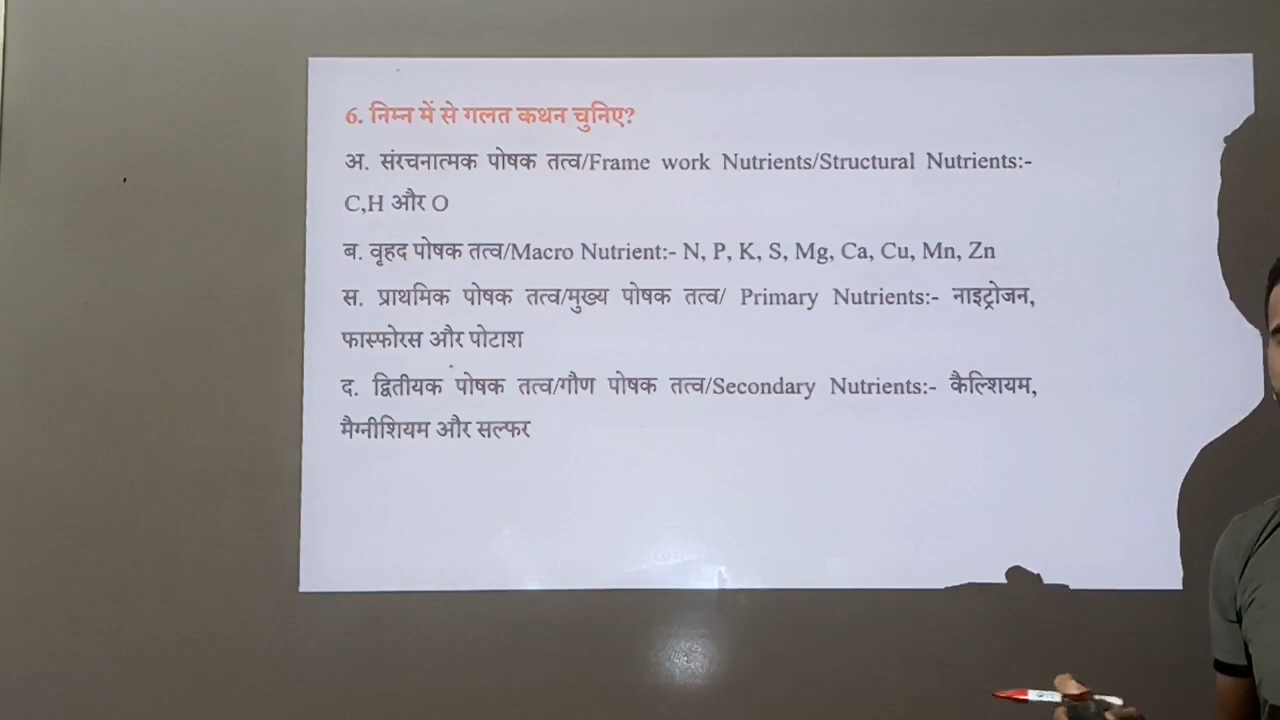 6. निम्न में से गलत कथन चुनिए?
अ. संरचनात्मक पोषक तत्व/Frame work Nutrients/Structural Nutrients:-
C,H और O
ब. वृहद पोषक तत्व/Macro Nutrient:- N, P, K, S, Mg, Ca, Cu, Mn, Zn
स. प्राथमिक पोषक तत्व/मुख्य पोषक तत्व/ Primary Nutrients:- नाइट्रोजन,
फास्फोरस और पोटाश
द. द्वितीयक पोषक तत्व/गौण पोषक तत्व/Secondary Nutrients:- कैल्शियम,
मैग्नीशियम और सल्फर